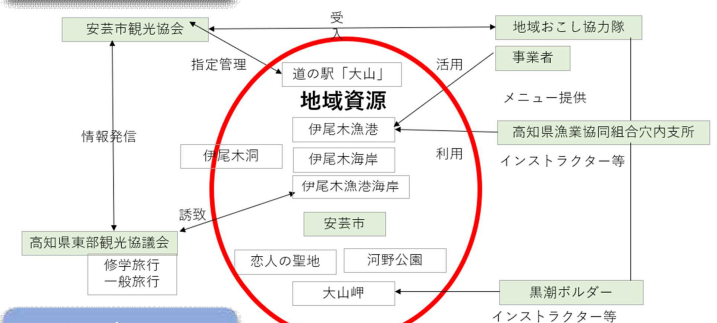 受
入
安芸市観光協会
地域おこし協力隊
指定管理
道の駅「大山」
活用
事業者
地域資源
メニュー提供
伊尾木漁港
高知県漁業協同組合穴内支所
情報発信
伊尾木洞
伊尾木海岸
利用
インストラクター等
伊尾木漁港海岸
誘致
安芸市
高知県東部観光協議会
修学旅行
一般旅行
恋人の聖地
河野公園
大山岬
黒潮ボルダー
インストラクター等